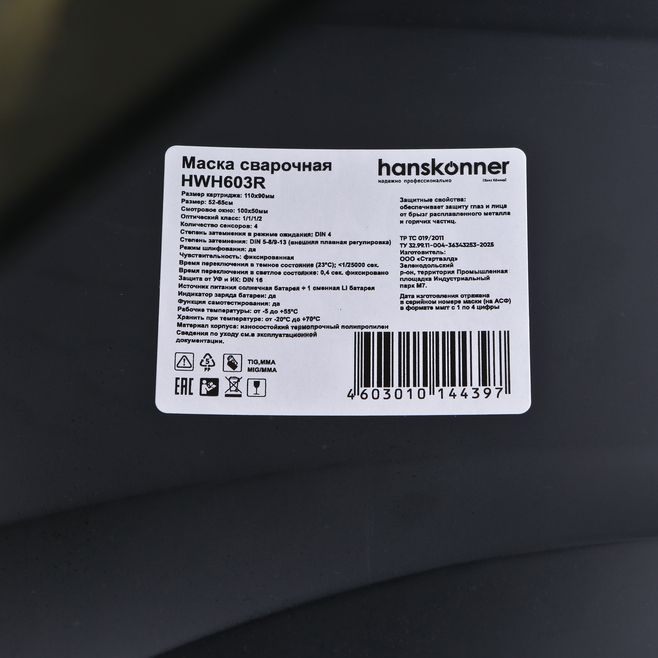 Маска сварочная
HWH603R
Размер картриджа: 110х90мм
Размер: 52-65см
Смотровое окно: 100х50мм
Оптический класс: 1/1/1/2
Количество сенсоров: 4
Степень затемнения в режиме ожидания: DIN 4
Степень затемнения: DIN 5-8/9-13 (внешняя плавная регулировка)
Режим шлифования: да
Чувствительность: фиксированная
Время переключения в темное состояние (23°С); <1/25000 сек.
Время переключения в светлое состояние: 0,4 сек. фиксировано
Защита от УФ и ИК: DIN 16
Источник питания солнечная батарея + 1 сменная LI батарея
Индикатор заряда батареи: да
Функция самотестирования: да
Рабочие температуры: от -5 до +55°С
Хранить при температуре: от -20°С до +70°С
Материал корпуса: износостойкий термопрочный полипропилен
Сведения по уходу см.в эксплуатационной
документации.
5
PP
TIG,MMA
MIG/MMA
EAC
hanskonner
надежно профессионально
(Ханс Кённер)
Защитные свойства:
обеспечивает защиту глаз и лица
от брызг расплавленного металла
и горячих частиц.
ТР ТС 019/2011
ТУ 32.99.11-004-36343253-2025
Изготовитель:
ООО «Стартвэлд»
Зеленодольский
р-он, территория Промышленная
площадка Индустриальный
парк М7.
Дата изготовления отражена
в серийном номере маски (на АСФ)
в формате ммгг с 1 по 4 цифры
4 603010 144397